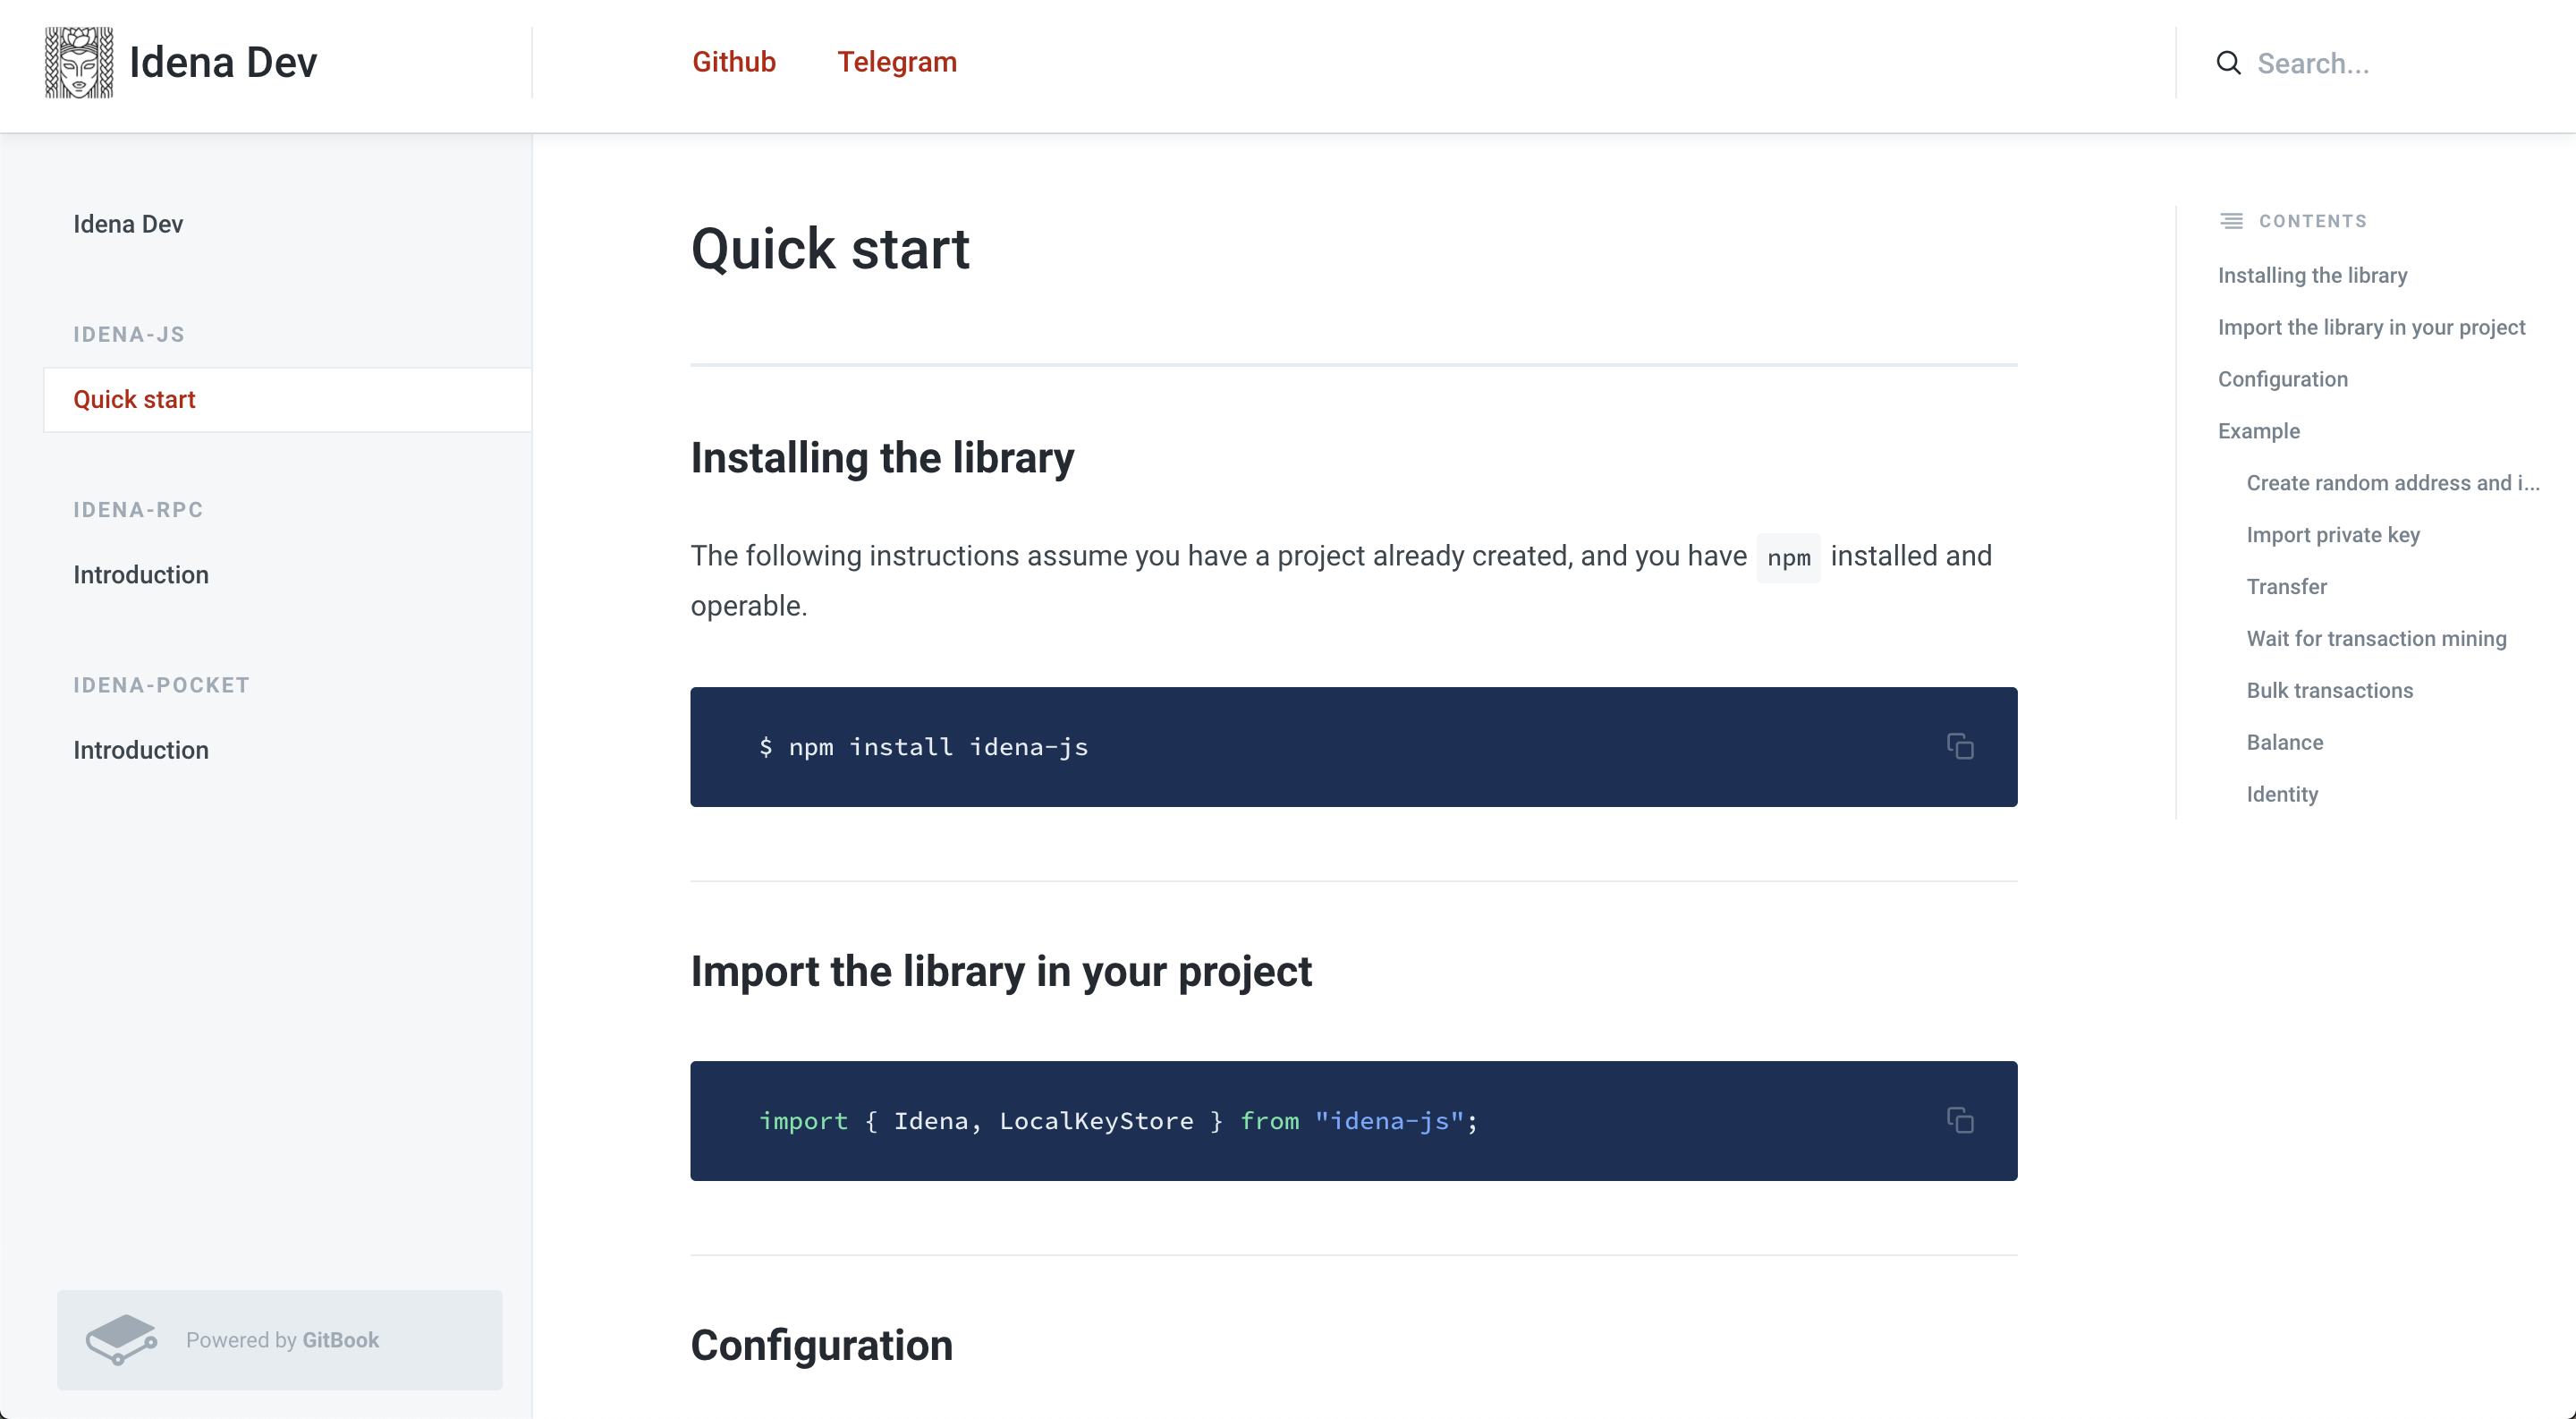 Idena Dev
Github
Telegram
Search...
Idena Dev
IDENA-JS
Quick start
IDENA-RPC
Introduction
IDENA-POCKET
Introduction
Powered by GitBook
Quick start
Installing the library
The following instructions assume you have a project already created, and you have npm installed and
operable.
$ npm install idena-js
Import the library in your project
import { Idena, LocalKeyStore } from "idena-js";
Configuration
CONTENTS
Installing the library
Import the library in your project
Configuration
Example
Create random address and i...
Import private key
Transfer
Wait for transaction mining
Bulk transactions
Balance
Identity